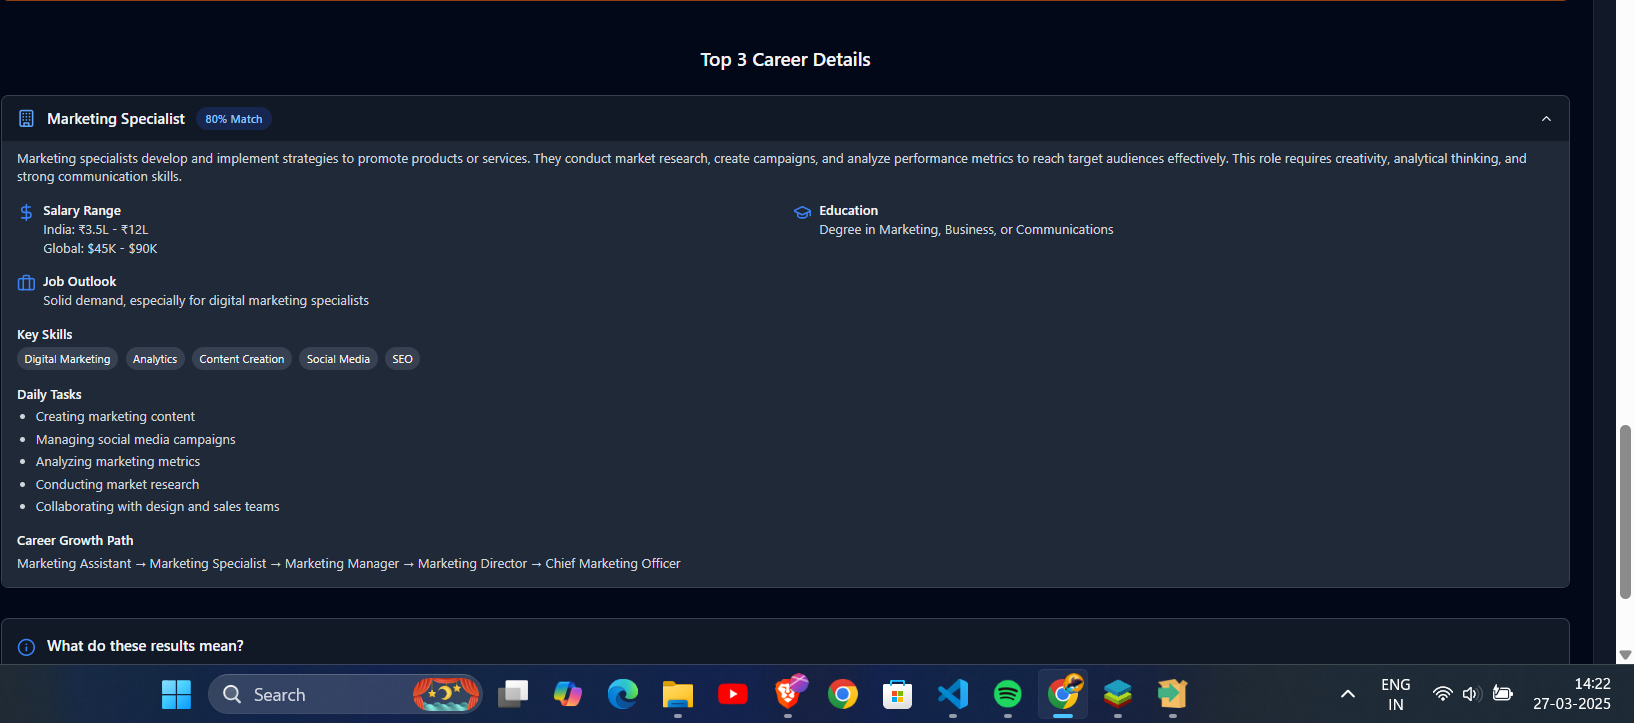 Top 3 Career Details
Marketing Specialist 80% Match
Marketing specialists develop and implement strategies to promote products or services. They conduct market research, create campaigns, and analyze performance metrics to reach target audiences effectively. This role requires creativity, analytical thinking, and
strong communication skills.
Salary Range
India: ₹3.5L - ₹12L
Global: $45K - $90K
Education
Degree in Marketing, Business, or Communications
Job Outlook
Solid demand, especially for digital marketing specialists
Key Skills
Digital Marketing Analytics Content Creation Social Media SEO
Daily Tasks
• Creating marketing content
• Managing social media campaigns
• Analyzing marketing metrics
• Conducting market research
• Collaborating with design and sales teams
Career Growth Path
Marketing Assistant → Marketing Specialist → Marketing Manager → Marketing Director → Chief Marketing Officer
What do these results mean?
Search
ENG
IN
14:22
27-03-2025